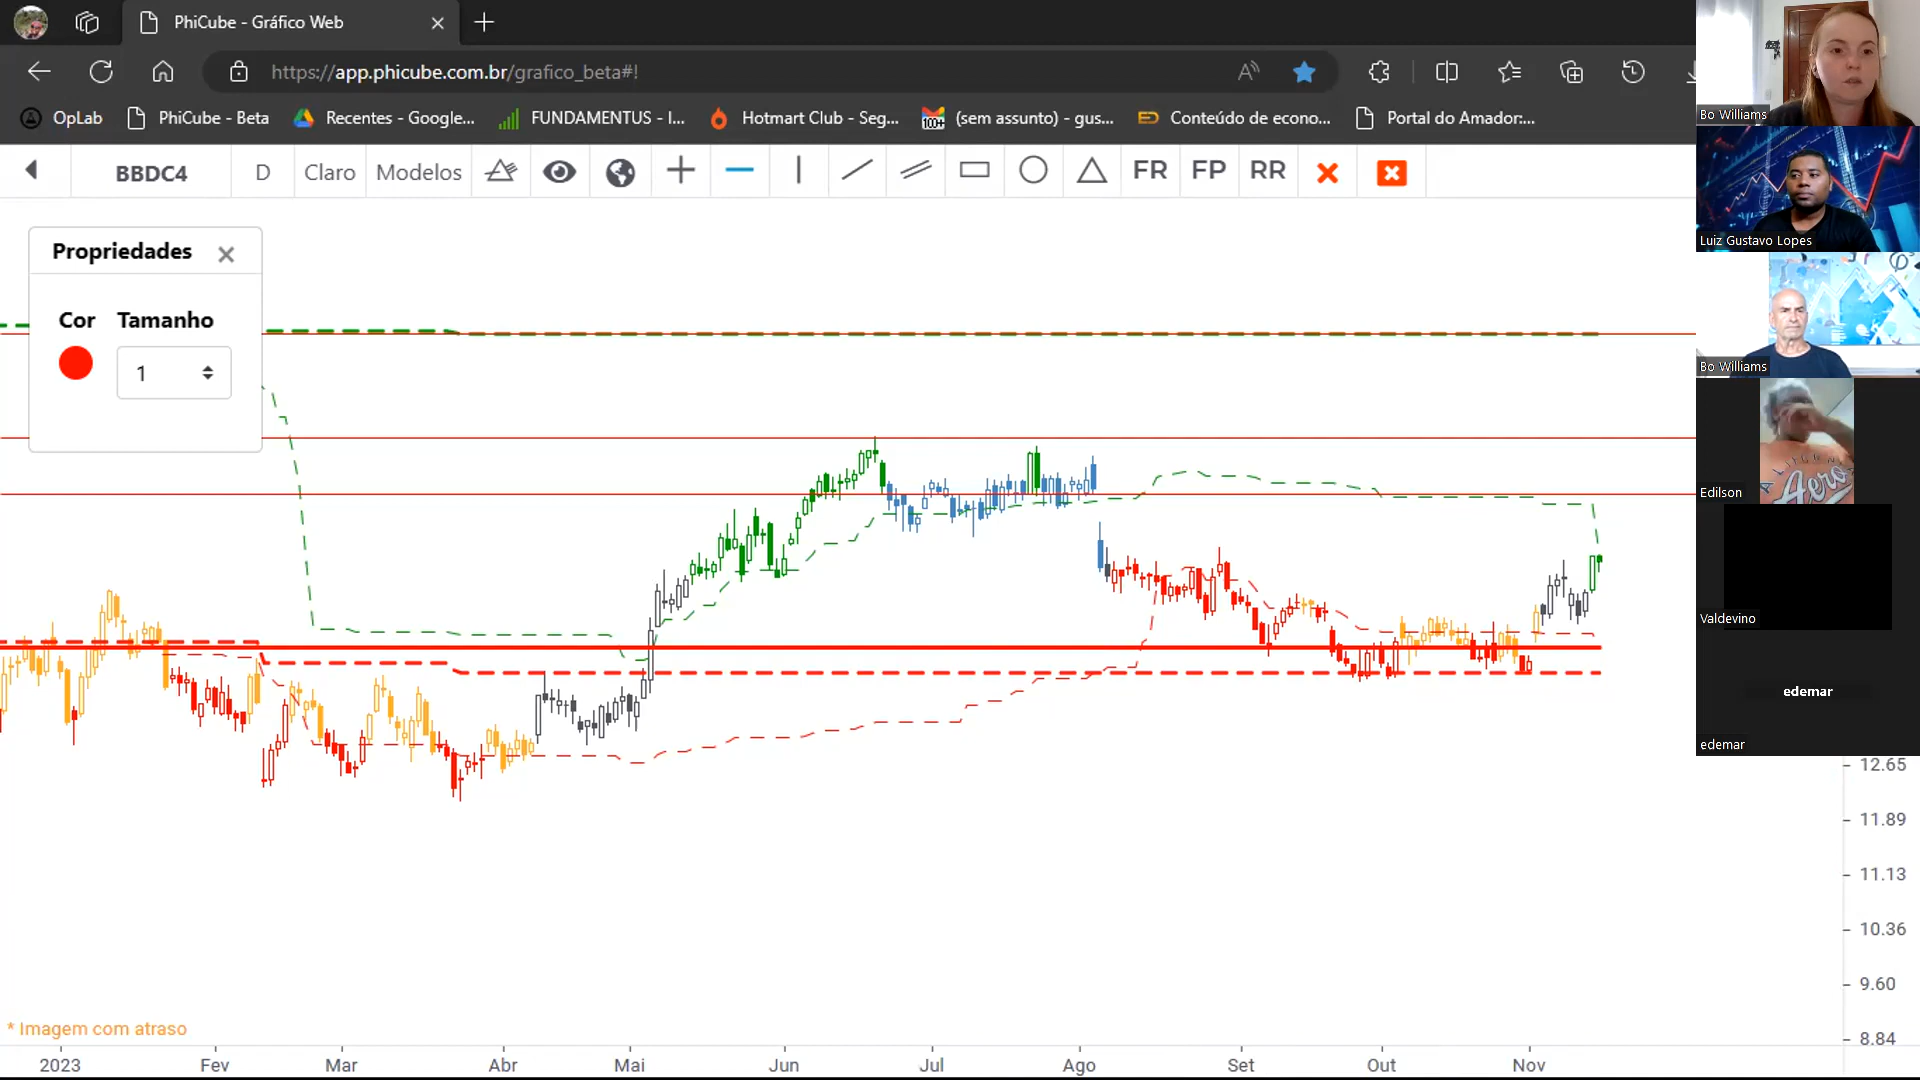 PhiCube - Gráfico Web
https://app.phicube.com.br/grafico_beta#!
OpLab
PhiCube - Beta
Recentes - Google...
FUNDAMENTUS - I...
Hotmart Club - Seg...
100+
(sem assunto) - gus...
Conteúdo de econo...
Portal do Amador:...
BBDC4
D
Claro
Modelos
FR
FP
RR
Propriedades
Cor
Tamanho
1
Bo Williams
Luiz Gustavo Lopes
Bo Williams
Edilson
Aero
Valdevino
edemar
edemar
12.65
11.89
11.13
10.36
9.60
8.84
* Imagem com atraso
2023
Fev
Mar
Abr
Mai
Jun
Jul
Ago
Set
Out
Nov